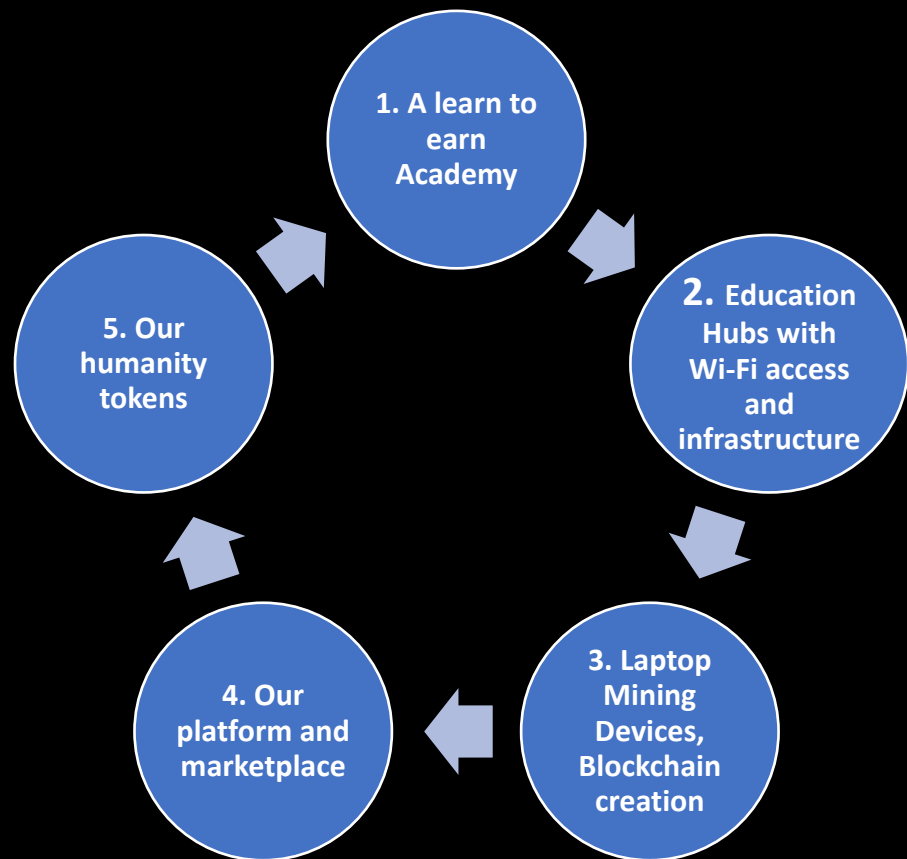 1. A learn to
earn
Academy
2. Education
Hubs with
Wi-Fi access
and
infrastructure
3. Laptop
Mining
Devices,
Blockchain
creation
4. Our
platform and
marketplace
5. Our
humanity
tokens